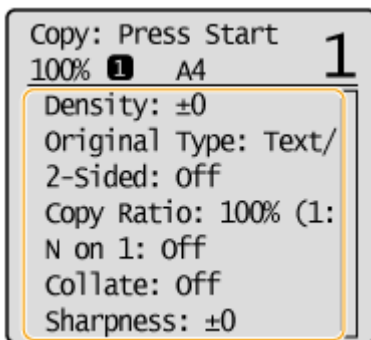 Copy: Press Start
1
100% 1 A4
Density: ±0
Original Type: Text/
2-Sided: Off
Copy Ratio: 100% (1:
N on 1: Off
Collate: Off
Sharpness: ±0